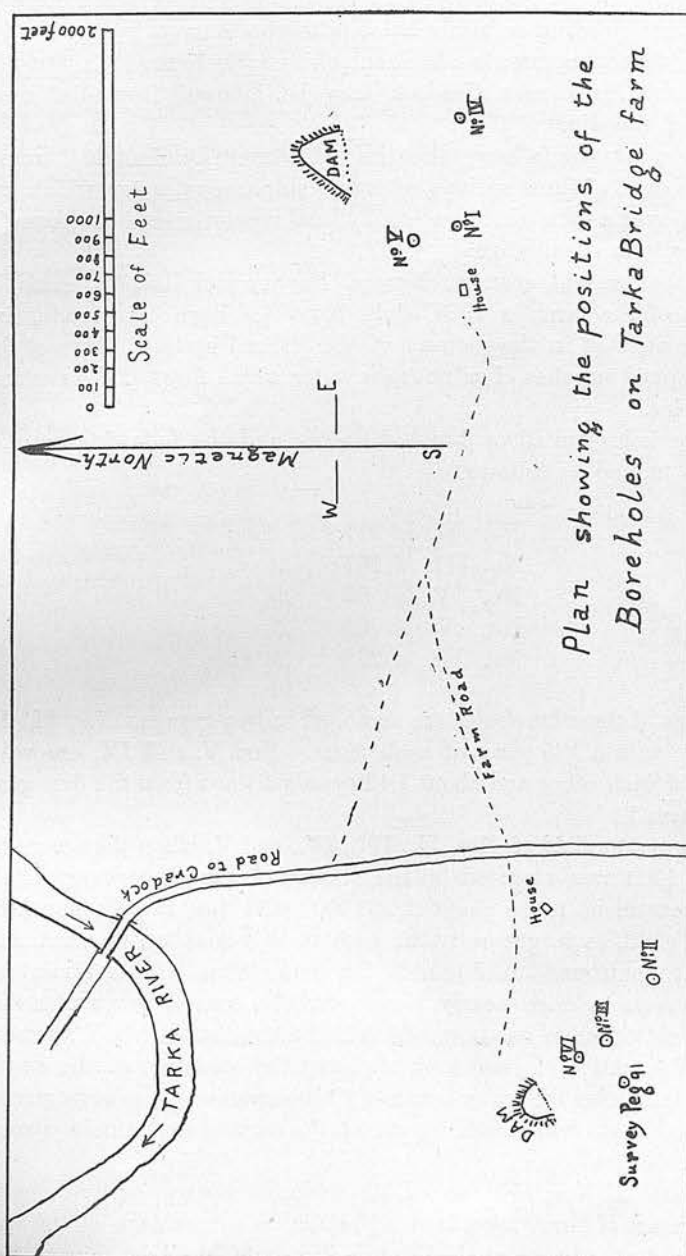 0 100 200 300 400 500 600 700 800 900 1000 2000 feet
Scale of Feet
Magnetic North
W E
S
DAM
Nº V
Nº I
Nº IV
House
TARKA RIVER
Road to Cradock
Farm Road
House
DAM
Nº VI
Nº III
Nº II
Survey Peg 91
Plan showing the positions of the
Boreholes on Tarka Bridge farm